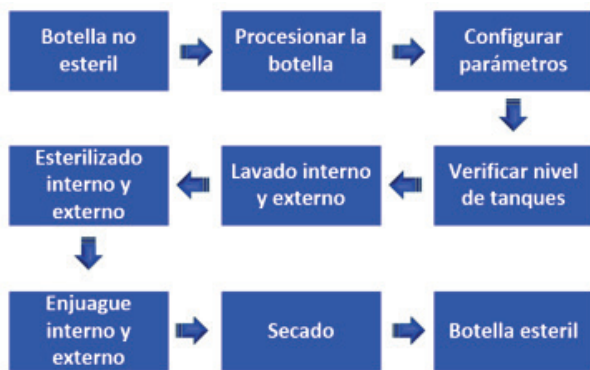 Botella no
esteril
Procesionar la
botella
Configurar
parámetros
Verificar nivel
de tanques
Lavado interno
y externo
Esterilizado
interno y
externo
Enjuague
interno y
externo
Secado
Botella esteril